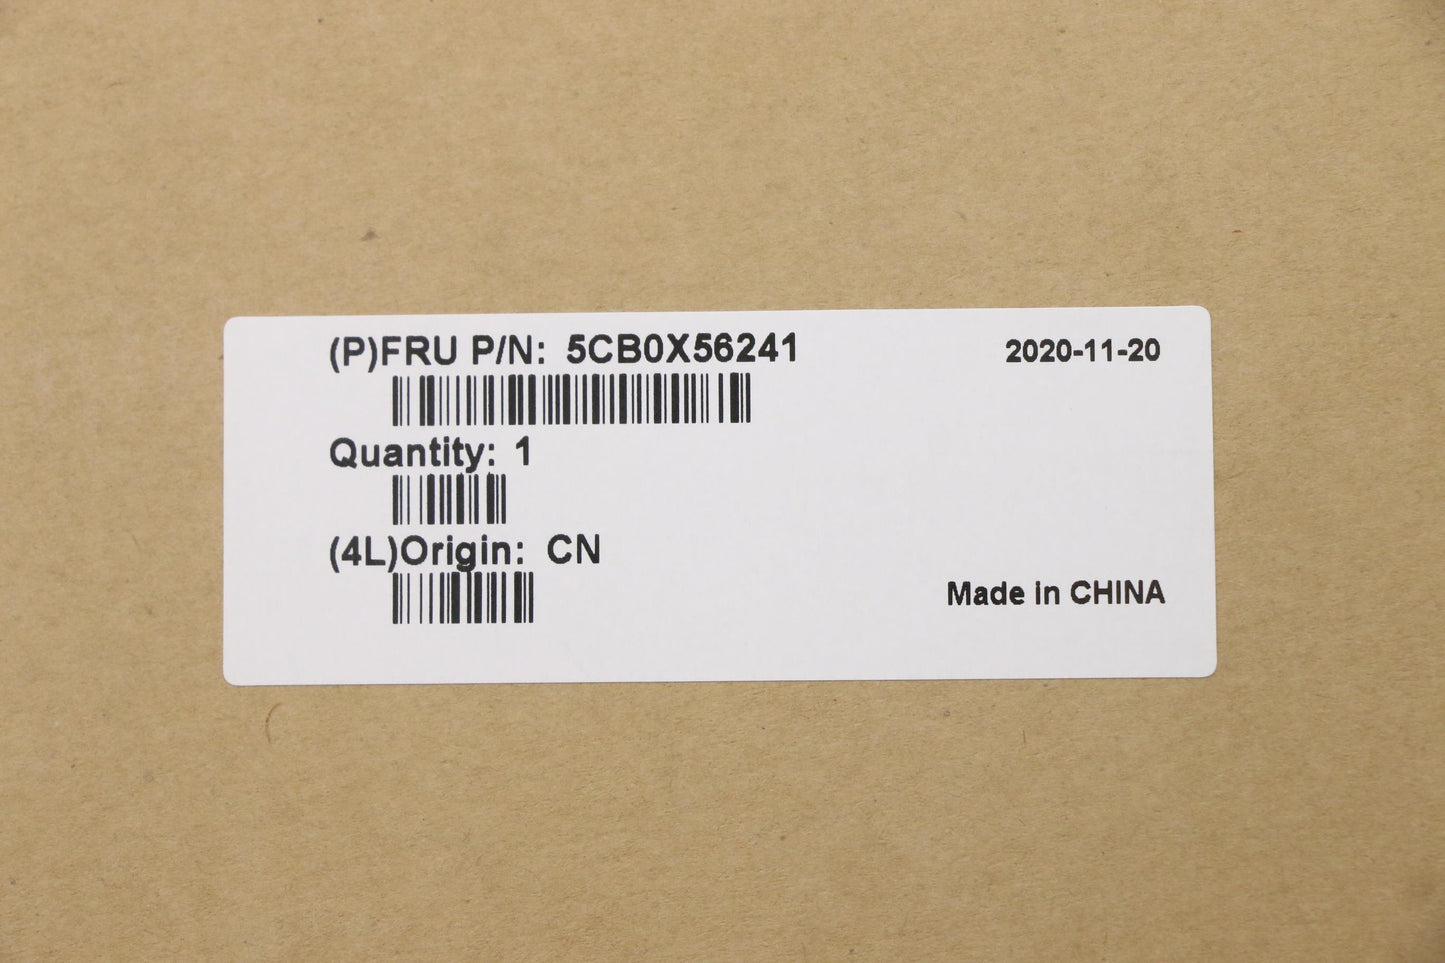 (P)FRU P/N: 5CB0X56241
2020-11-20
Quantity: 1
(4L)Origin: CN
Made in CHINA